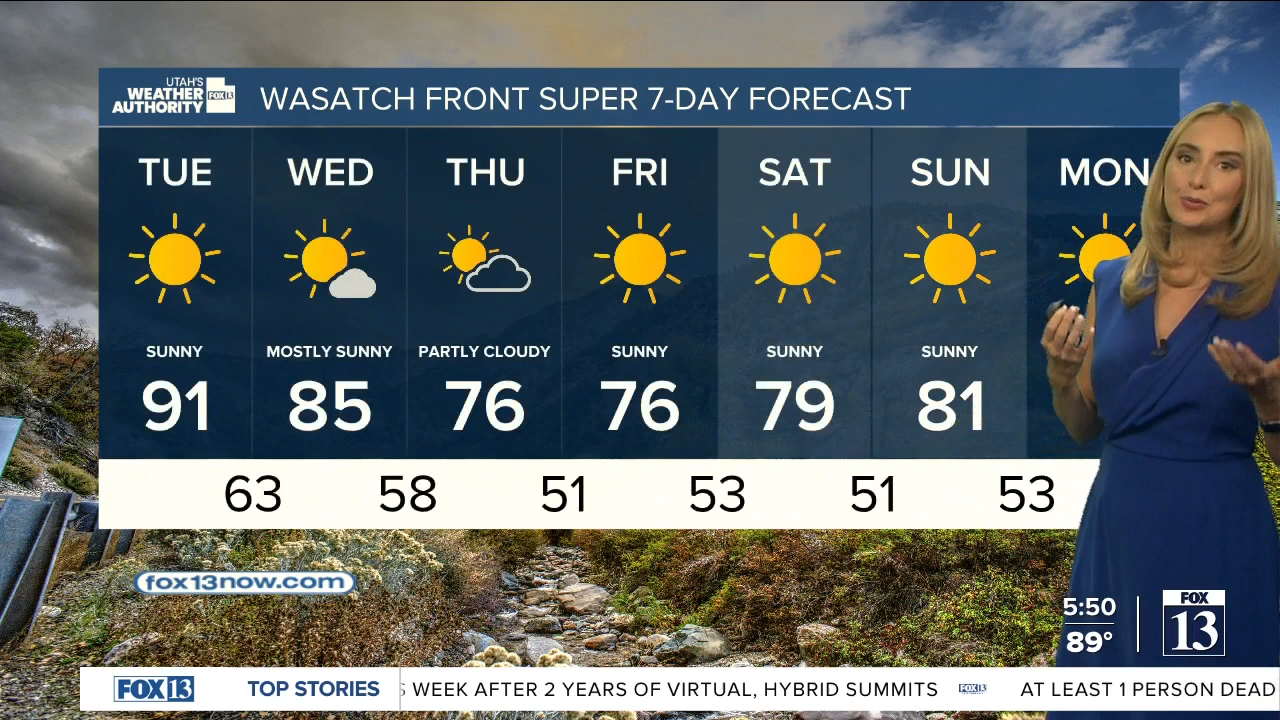 UTAH'S
WEATHER
AUTHORITY
FOX 13
WASATCH FRONT SUPER 7-DAY FORECAST
TUE WED THU FRI SAT SUN MON
SUNNY MOSTLY SUNNY PARTLY CLOUDY SUNNY SUNNY SUNNY
91 85 76 76 79 81
63 58 51 53 51 53
fox13now.com
5:50
89°
FOX
13
FOX 13 TOP STORIES WEEK AFTER 2 YEARS OF VIRTUAL, HYBRID SUMMITS FOX 13 AT LEAST 1 PERSON DEAD